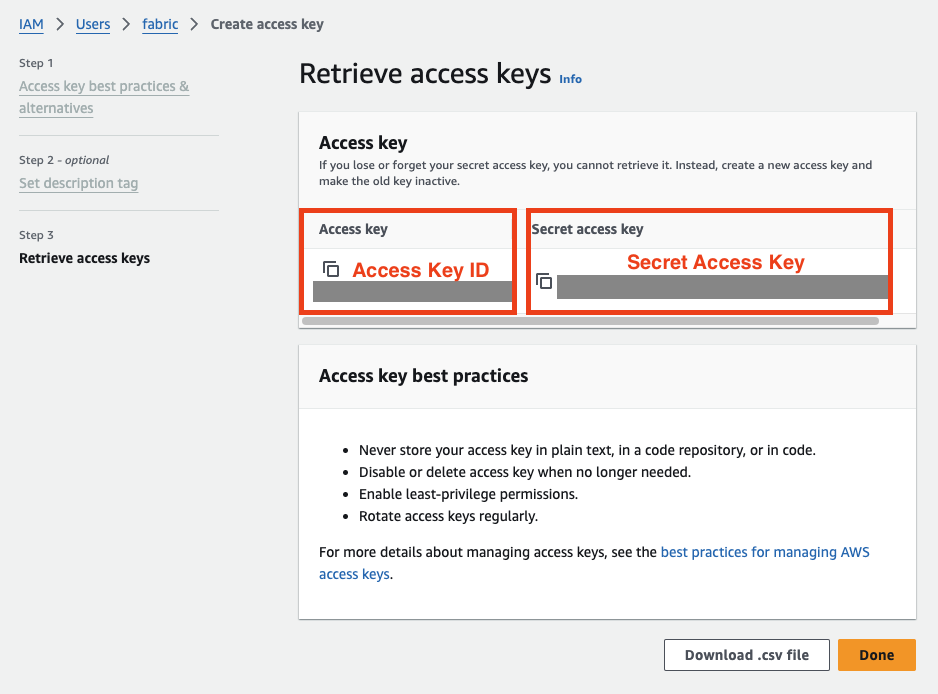 IAM > Users > fabric > Create access key
Step 1
Access key best practices &
alternatives
Step 2 - optional
Set description tag
Step 3
Retrieve access keys
Retrieve access keys Info
Access key
If you lose or forget your secret access key, you cannot retrieve it. Instead, create a new access key and
make the old key inactive.
Access key
Secret access key
Access Key ID
Secret Access Key
Access key best practices
• Never store your access key in plain text, in a code repository, or in code.
• Disable or delete access key when no longer needed.
• Enable least-privilege permissions.
• Rotate access keys regularly.
For more details about managing access keys, see the best practices for managing AWS
access keys.
Download .csv file
Done